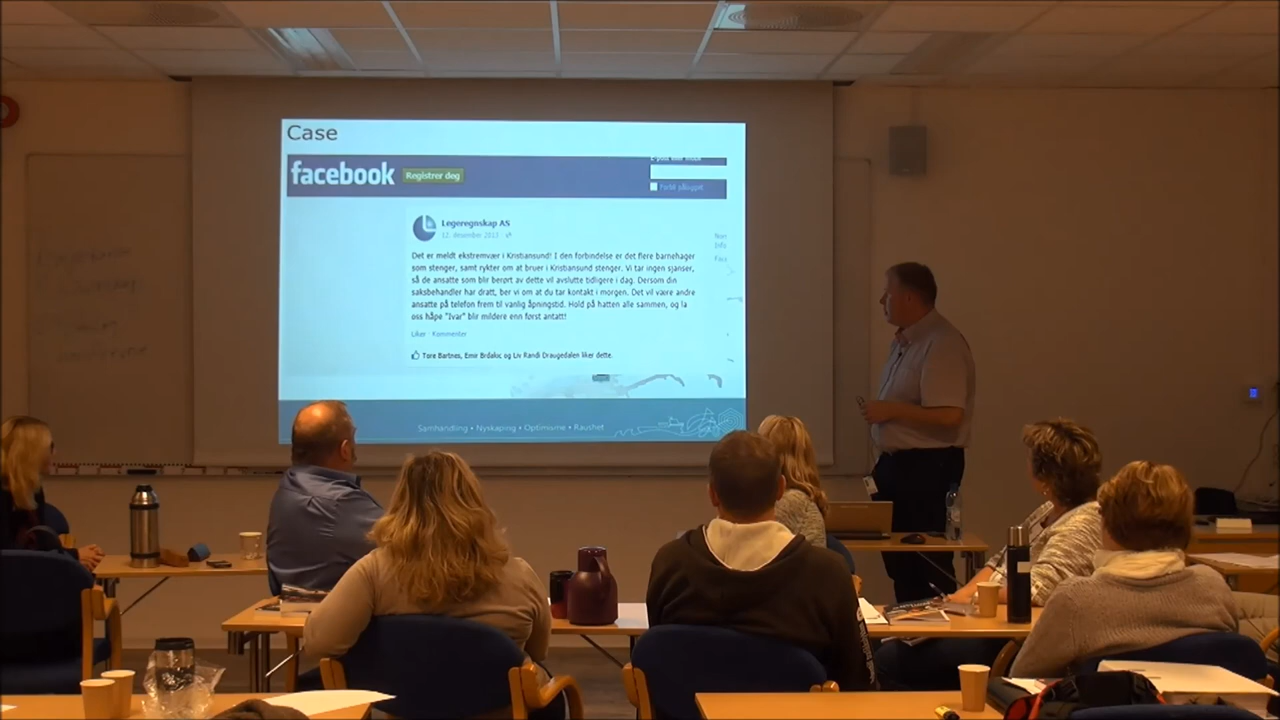 Case
facebook Registrer deg
Legeregnskap AS
12. desember 2013
Det er meldt ekstremvær i Kristiansund! I den forbindelse er det flere barnehager
som stenger, samt rykter om at bruer i Kristiansund stenger. Vi tar ingen sjanser,
så de ansatte som blir berørt av dette vil avslutte tidligere i dag. Dersom din
saksbehandler har dratt, ber vi om at du tar kontakt i morgen. Det vil være andre
ansatte på telefon frem til vanlig åpningstid. Hold på hatten alle sammen, og la
oss håpe "Ivar" blir mildere enn først antatt!
Liker · Kommenter
Tore Bartnes, Emir og Liv Randi Draugedalen liker dette.
Samhandling • Nyskaping • Optimisme • Raushet